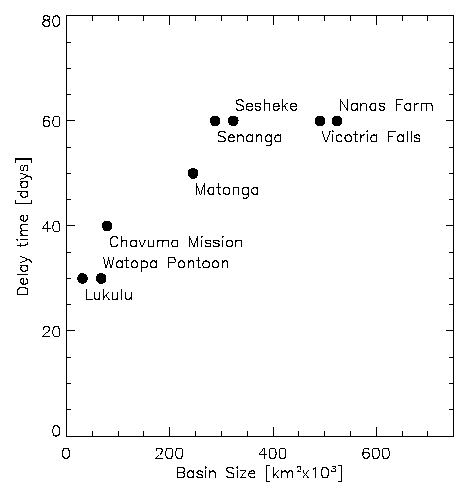 80
60
40
20
0
Delay time [days]
Sesheke
Nanas Farm
Senanga
Vicotria Falls
Matonga
Chavuma Mission
Watopa Pontoon
Lukulu
0 200 400 600
Basin Size [km²x10³]